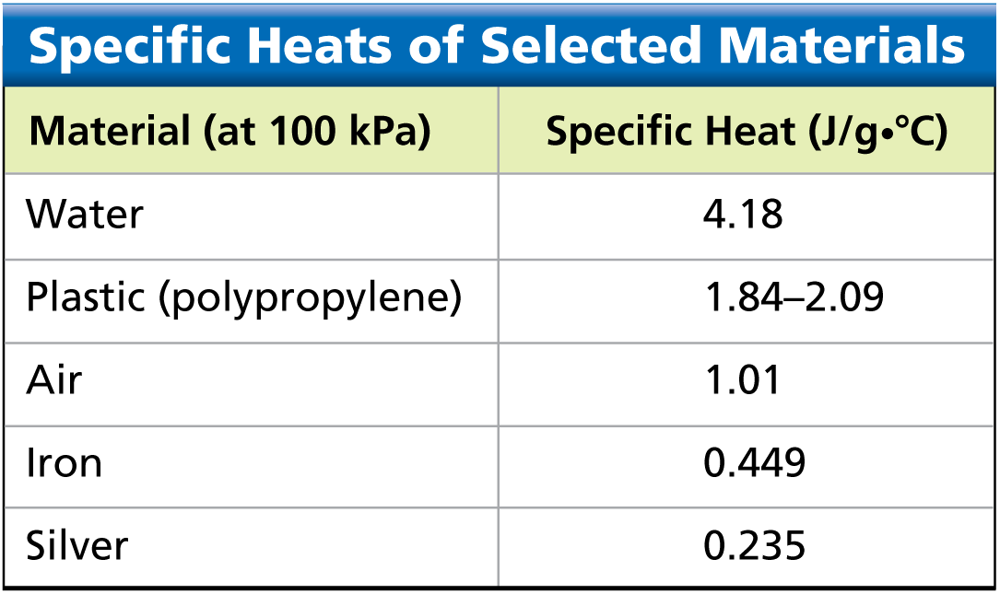 Specific Heats of Selected Materials
Material (at 100 kPa) Specific Heat (J/g•°C)
Water 4.18
Plastic (polypropylene) 1.84–2.09
Air 1.01
Iron 0.449
Silver 0.235